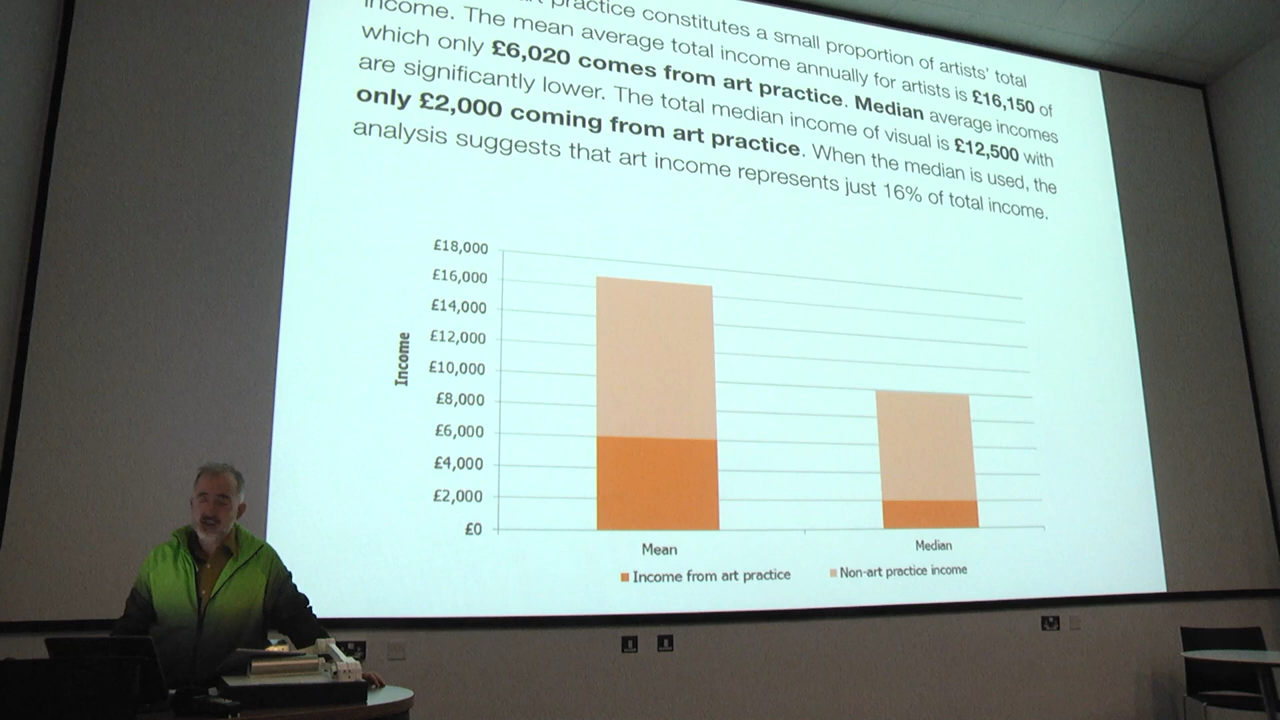 practice constitutes a small proportion of artists' total
income. The mean average total income annually for artists is £16,150 of
which only £6,020 comes from art practice. Median average incomes
are significantly lower. The total median income of visual is £12,500 with
only £2,000 coming from art practice. When the median is used, the
analysis suggests that art income represents just 16% of total income.
£18,000
£16,000
£14,000
£12,000
£10,000
£8,000
£6,000
£4,000
£2,000
£0
Income
Mean
Median
Income from art practice
Non-art practice income